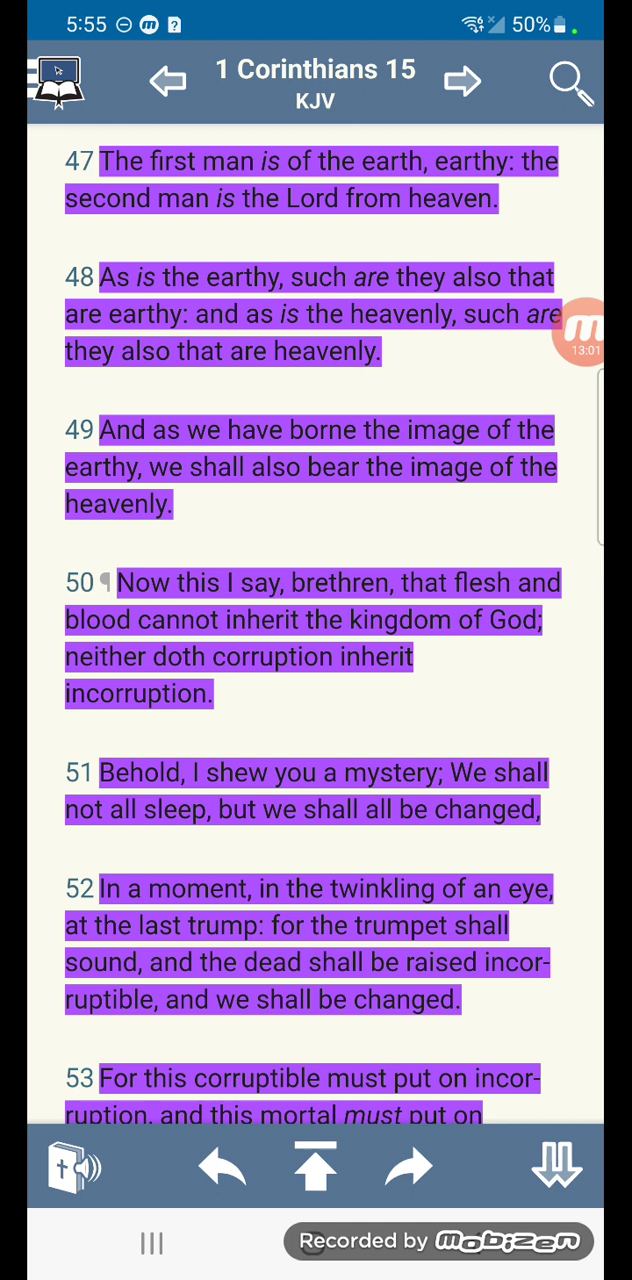 5:55 m ? 50%
1 Corinthians 15
KJV
47 The first man is of the earth, earthy: the
second man is the Lord from heaven.
48 As is the earthy, such are they also that
are earthy: and as is the heavenly, such are
they also that are heavenly.
m
13:01
49 And as we have borne the image of the
earthy, we shall also bear the image of the
heavenly.
50 ¶ Now this I say, brethren, that flesh and
blood cannot inherit the kingdom of God;
neither doth corruption inherit
incorruption.
51 Behold, I shew you a mystery; We shall
not all sleep, but we shall all be changed,
52 In a moment, in the twinkling of an eye,
at the last trump: for the trumpet shall
sound, and the dead shall be raised incor-
ruptible, and we shall be changed.
53 For this corruptible must put on incor-
ruption, and this mortal must put on
Recorded by mobizen